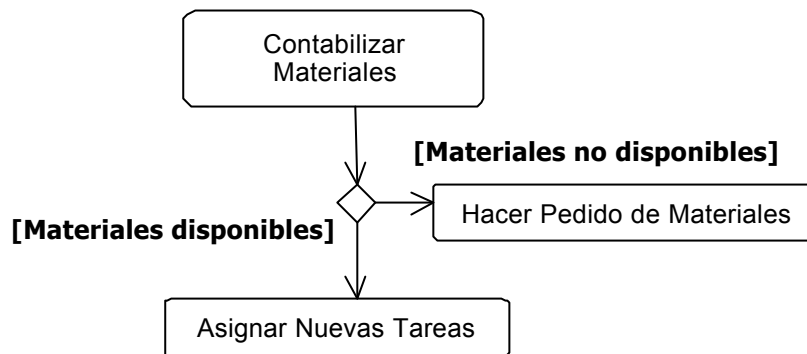 Contabilizar
Materiales
[Materiales no disponibles]
Hacer Pedido de Materiales
[Materiales disponibles]
Asignar Nuevas Tareas